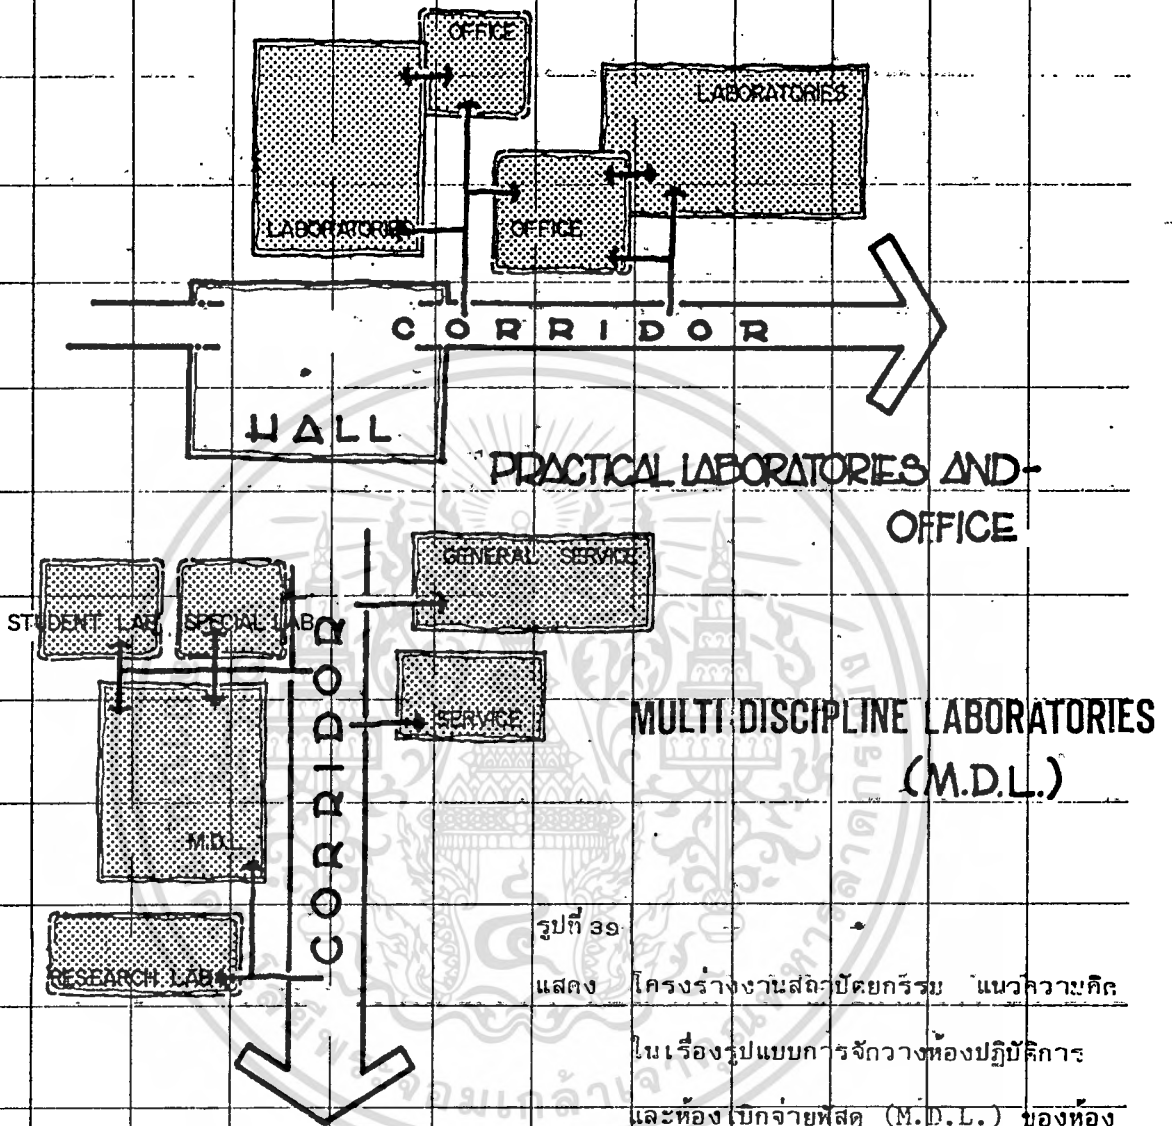 OFFICE
LABORATORIES
LABORATORIES
OFFICE
CORRIDOR
HALL
PRACTICAL LABORATORIES AND-
OFFICE
GENERAL SERVICE
STUDENT LAB.
SPECIAL LAB.
CORRIDOR
SERVICE
MULTI DISCIPLINE LABORATORIES
(M.D.L.)
M.D.L.
RESEARCH LAB.
รูปที่ 39
แสดง โครงร่างงานสถาปัตยกรรม แนวความคิด
ในเรื่องรูปแบบการจัดวางห้องปฏิบัติการ
และห้องเบิกจ่ายพัสดุ (M.D.L.) ของห้อง